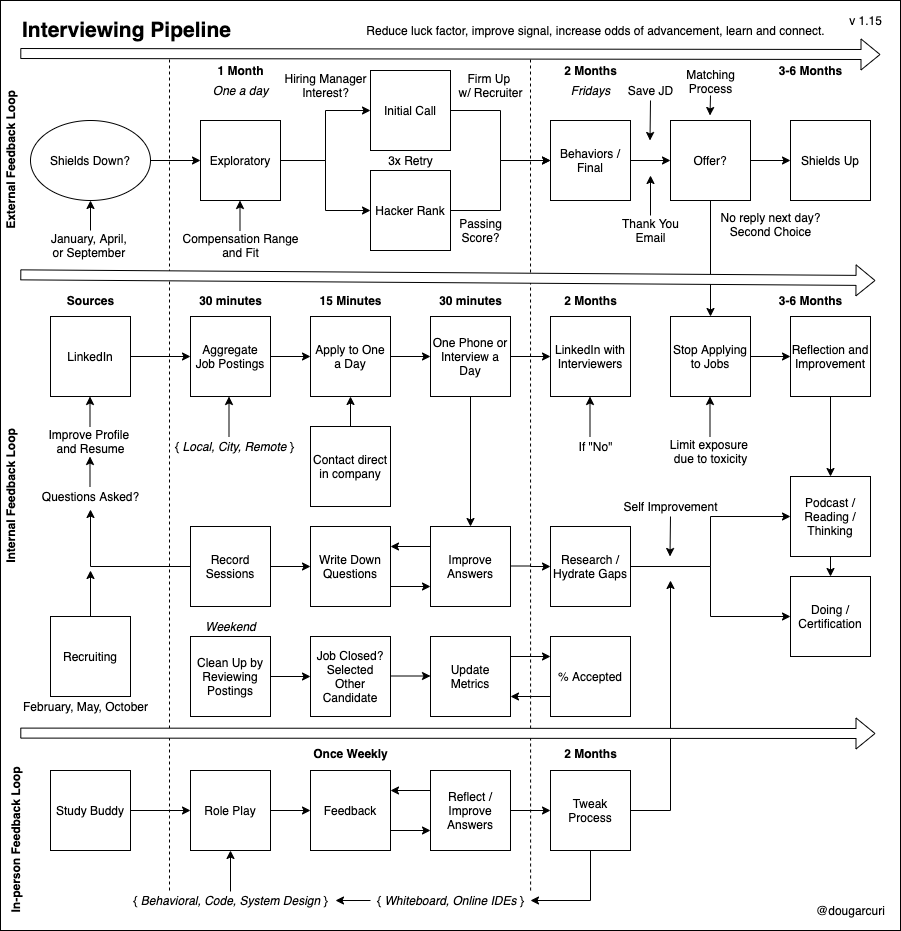 Interviewing Pipeline
Reduce luck factor, improve signal, increase odds of advancement, learn and connect.
v 1.15
External Feedback Loop
1 Month
One a day
Hiring Manager
Interest?
Firm Up
w/ Recruiter
2 Months
Fridays
Save JD
Matching
Process
3-6 Months
Shields Down?
Exploratory
Initial Call
3x Retry
Hacker Rank
Behaviors /
Final
Offer?
Shields Up
January, April,
or September
Compensation Range
and Fit
Passing
Score?
Thank You
Email
No reply next day?
Second Choice
Internal Feedback Loop
Sources
30 minutes
15 Minutes
30 minutes
2 Months
3-6 Months
LinkedIn
Aggregate
Job Postings
Apply to One
a Day
One Phone or
Interview a
Day
LinkedIn with
Interviewers
Stop Applying
to Jobs
Reflection and
Improvement
Improve Profile
and Resume
{ Local, City, Remote }
Contact direct
in company
If "No"
Limit exposure
due to toxicity
Questions Asked?
Self Improvement
Podcast /
Reading /
Thinking
Record
Sessions
Write Down
Questions
Improve
Answers
Research /
Hydrate Gaps
Doing /
Certification
Recruiting
February, May, October
Weekend
Clean Up by
Reviewing
Postings
Job Closed?
Selected
Other
Candidate
Update
Metrics
% Accepted
In-person Feedback Loop
Once Weekly
2 Months
Study Buddy
Role Play
Feedback
Reflect /
Improve
Answers
Tweak
Process
{ Behavioral, Code, System Design }
{ Whiteboard, Online IDEs }
@dougarcuri